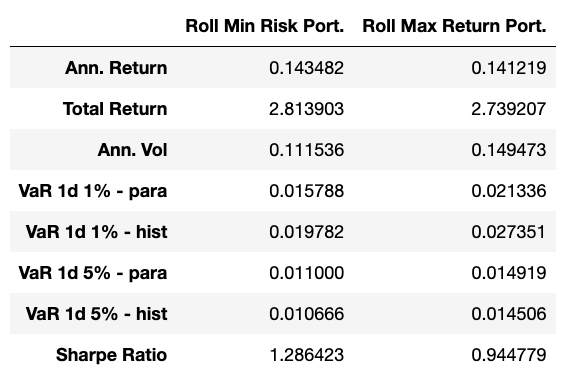 Roll Min Risk Port. Roll Max Return Port.
Ann. Return 0.143482 0.141219
Total Return 2.813903 2.739207
Ann. Vol 0.111536 0.149473
VaR 1d 1% - para 0.015788 0.021336
VaR 1d 1% - hist 0.019782 0.027351
VaR 1d 5% - para 0.011000 0.014919
VaR 1d 5% - hist 0.010666 0.014506
Sharpe Ratio 1.286423 0.944779